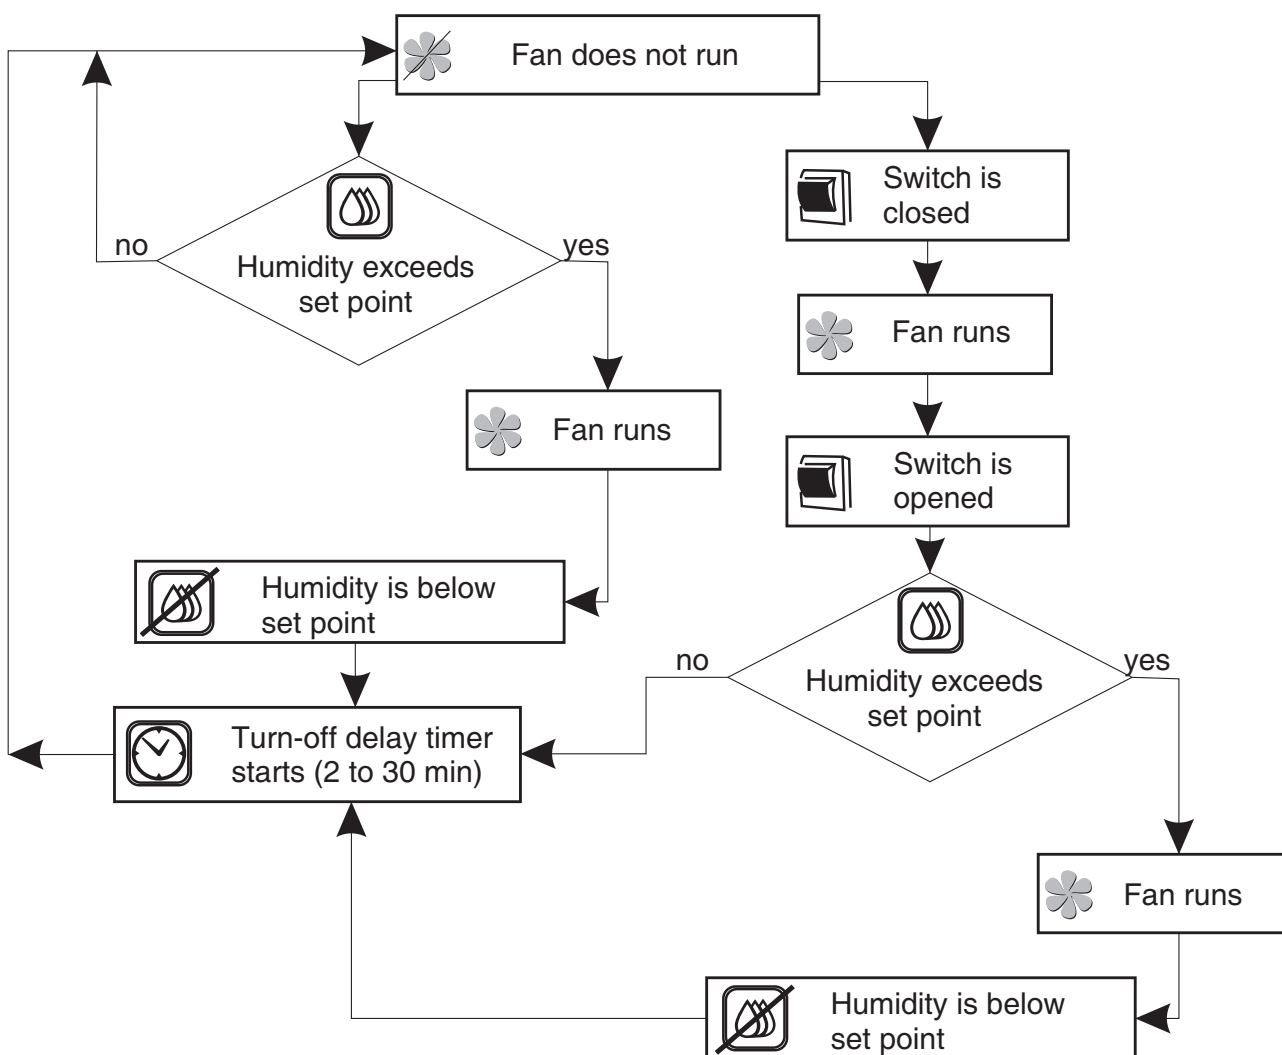 Fan does not run
no
Humidity exceeds
set point
yes
Fan runs
Humidity is below
set point
Turn-off delay timer
starts (2 to 30 min)
Switch is
closed
Fan runs
Switch is
opened
no
Humidity exceeds
set point
yes
Fan runs
Humidity is below
set point